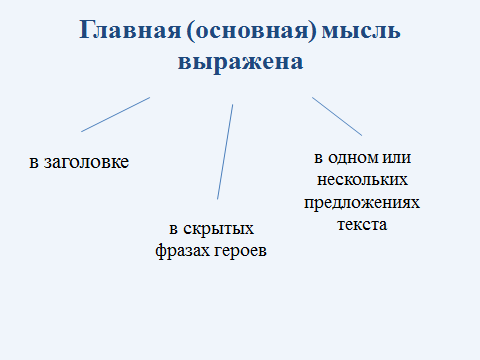 Главная (основная) мысль
выражена
в заголовке
в скрытых
фразах героев
в одном или
нескольких
предложениях
текста